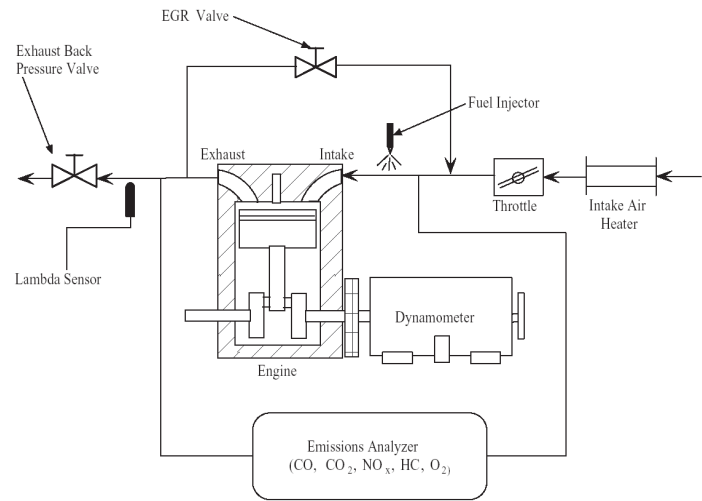 EGR Valve
Exhaust Back
Pressure Valve
Fuel Injector
Exhaust
Intake
Throttle
Intake Air
Heater
Lambda Sensor
Dynamometer
Engine
Emissions Analyzer
(CO, CO2, NOx, HC, O2)